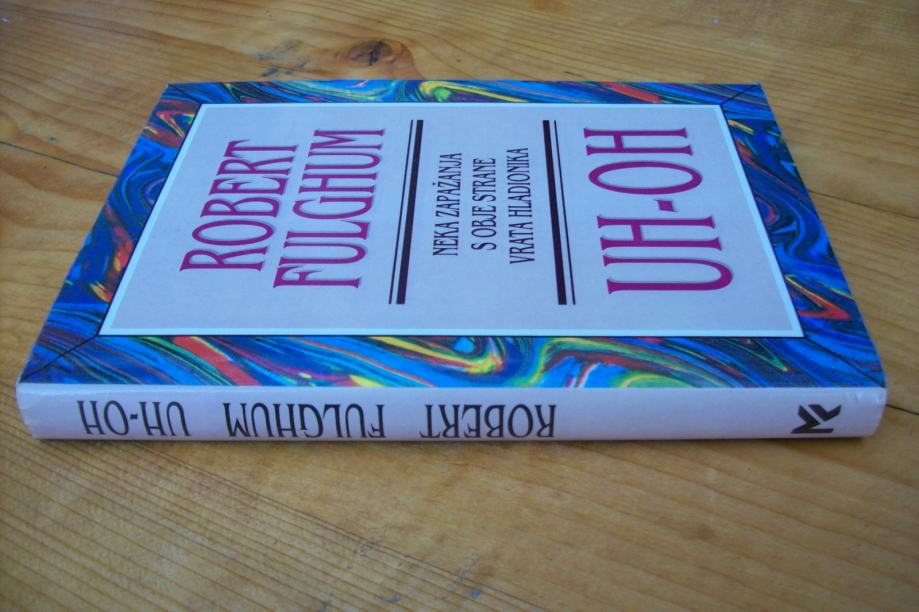 ROBERT
FULGHUM
NEKA ZAPAŽANJA
S OBJE STRANE
VRATA HLADIONIKA
UH-OH
ROBERT FULGHUM UH-OH